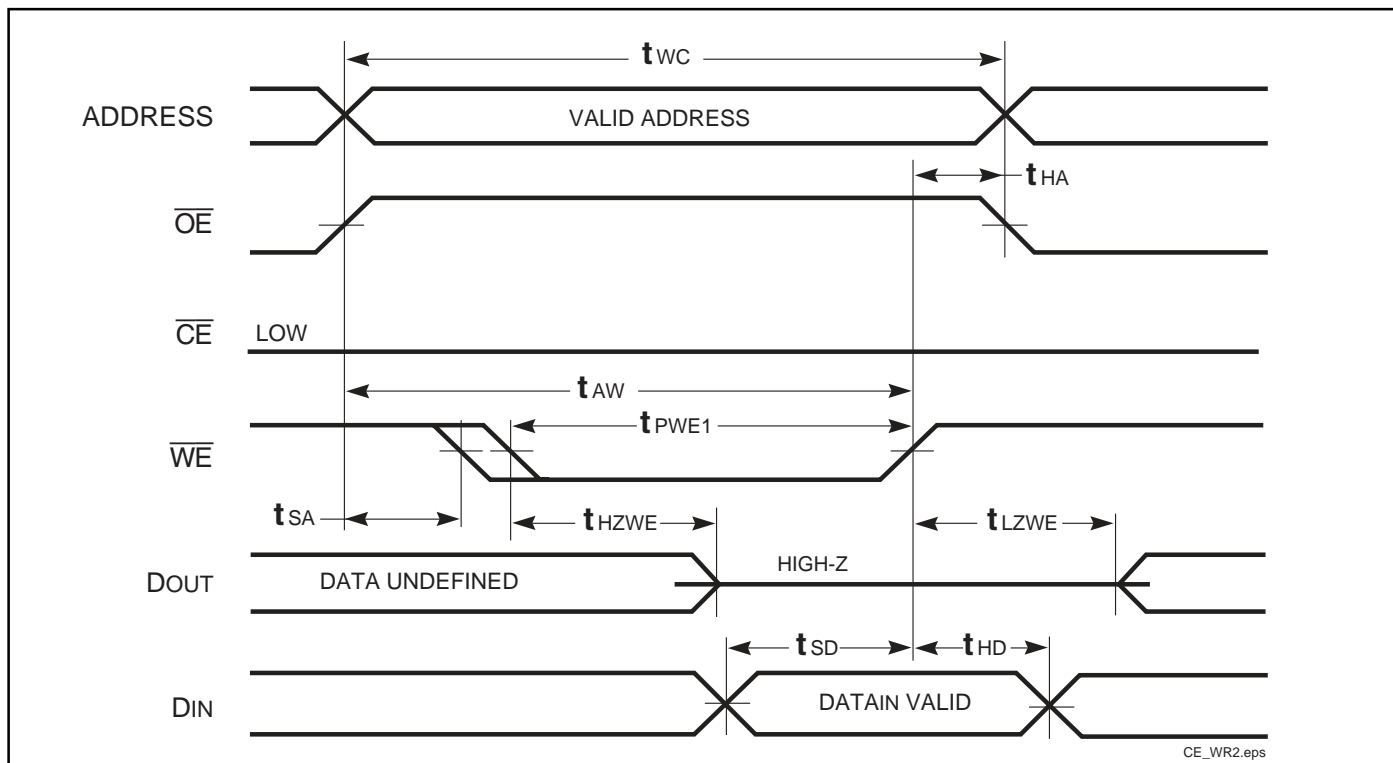 tWC
ADDRESS VALID ADDRESS
tHA
OE
CE LOW
tAW
tPWE1
WE
tSA tHZWE tLZWE
DOUT DATA UNDEFINED HIGH-Z
tSD tHD
DIN DATAIN VALID
CE_WR2.eps